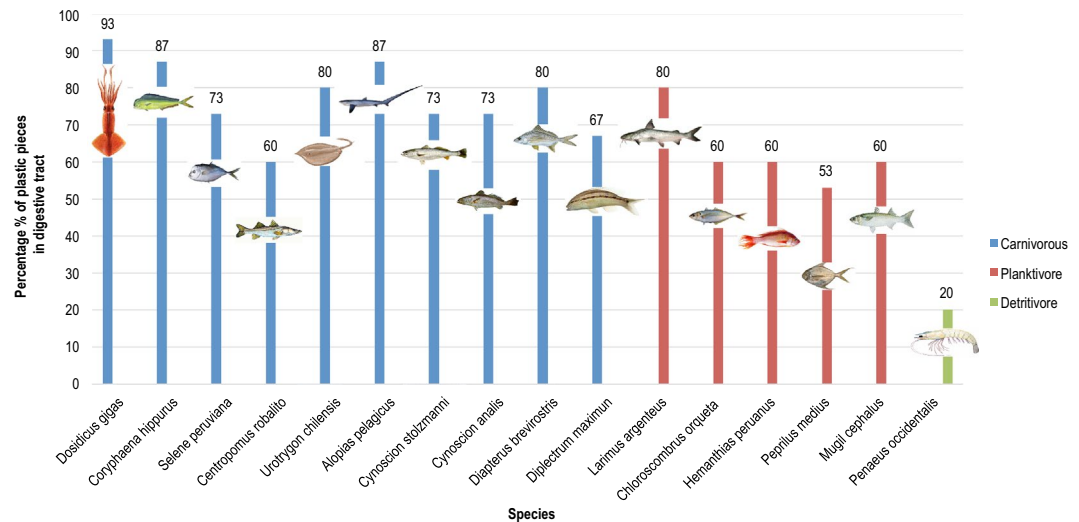 Percentage % of plastic pieces
in digestive tract
100
90
80
70
60
50
40
30
20
10
0
93
87
73
60
80
87
73
73
80
67
80
60
60
53
60
20
Carnivorous
Planktivore
Detritivore
Dosidicus gigas
Coryphaena hippurus
Selene peruviana
Centropomus robalito
Urotrygon chilensis
Alopias pelagicus
Cynoscion stolzmanni
Cynoscion analis
Diapterus brevirostris
Diplectrum maximun
Larimus argenteus
Chloroscombrus orqueta
Hemanthias peruanus
Peprilus medius
Mugil cephalus
Penaeus occidentalis
Species